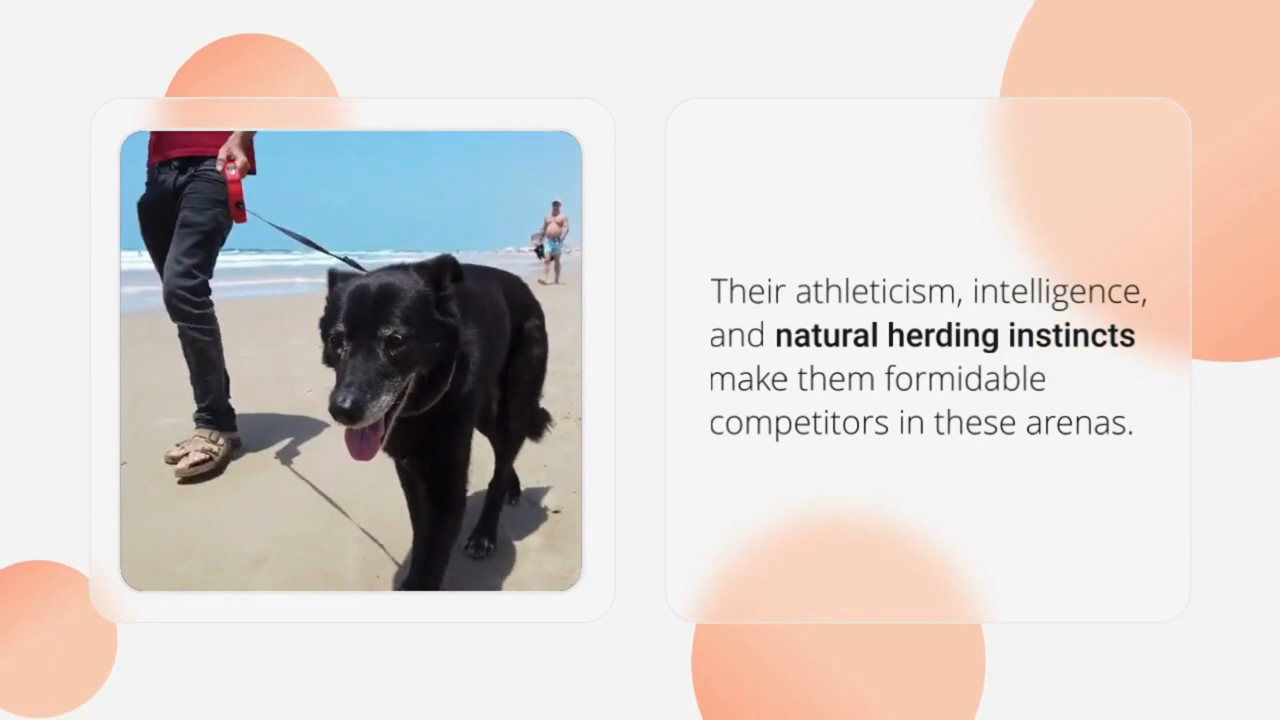 Their athleticism, intelligence,
and natural herding instincts
make them formidable
competitors in these arenas.